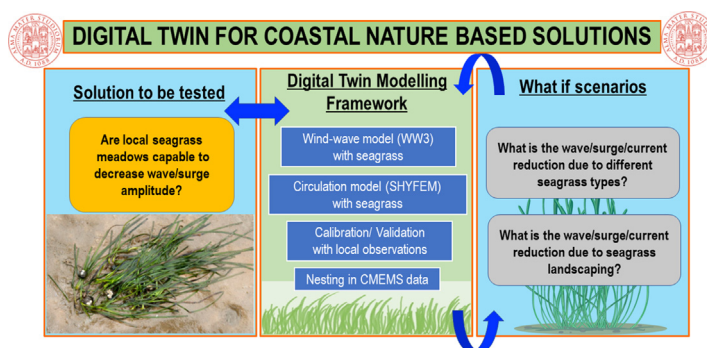 DIGITAL TWIN FOR COASTAL NATURE BASED SOLUTIONS
Solution to be tested
Are local seagrass
meadows capable to
decrease wave/surge
amplitude?
Digital Twin Modelling
Framework
Wind-wave model (WW3)
with seagrass
Circulation model (SHYFEM)
with seagrass
Calibration/ Validation
with local observations
Nesting in CMEMS data
What if scenarios
What is the wave/surge/current
reduction due to different
seagrass types?
What is the wave/surge/current
reduction due to seagrass
landscaping?